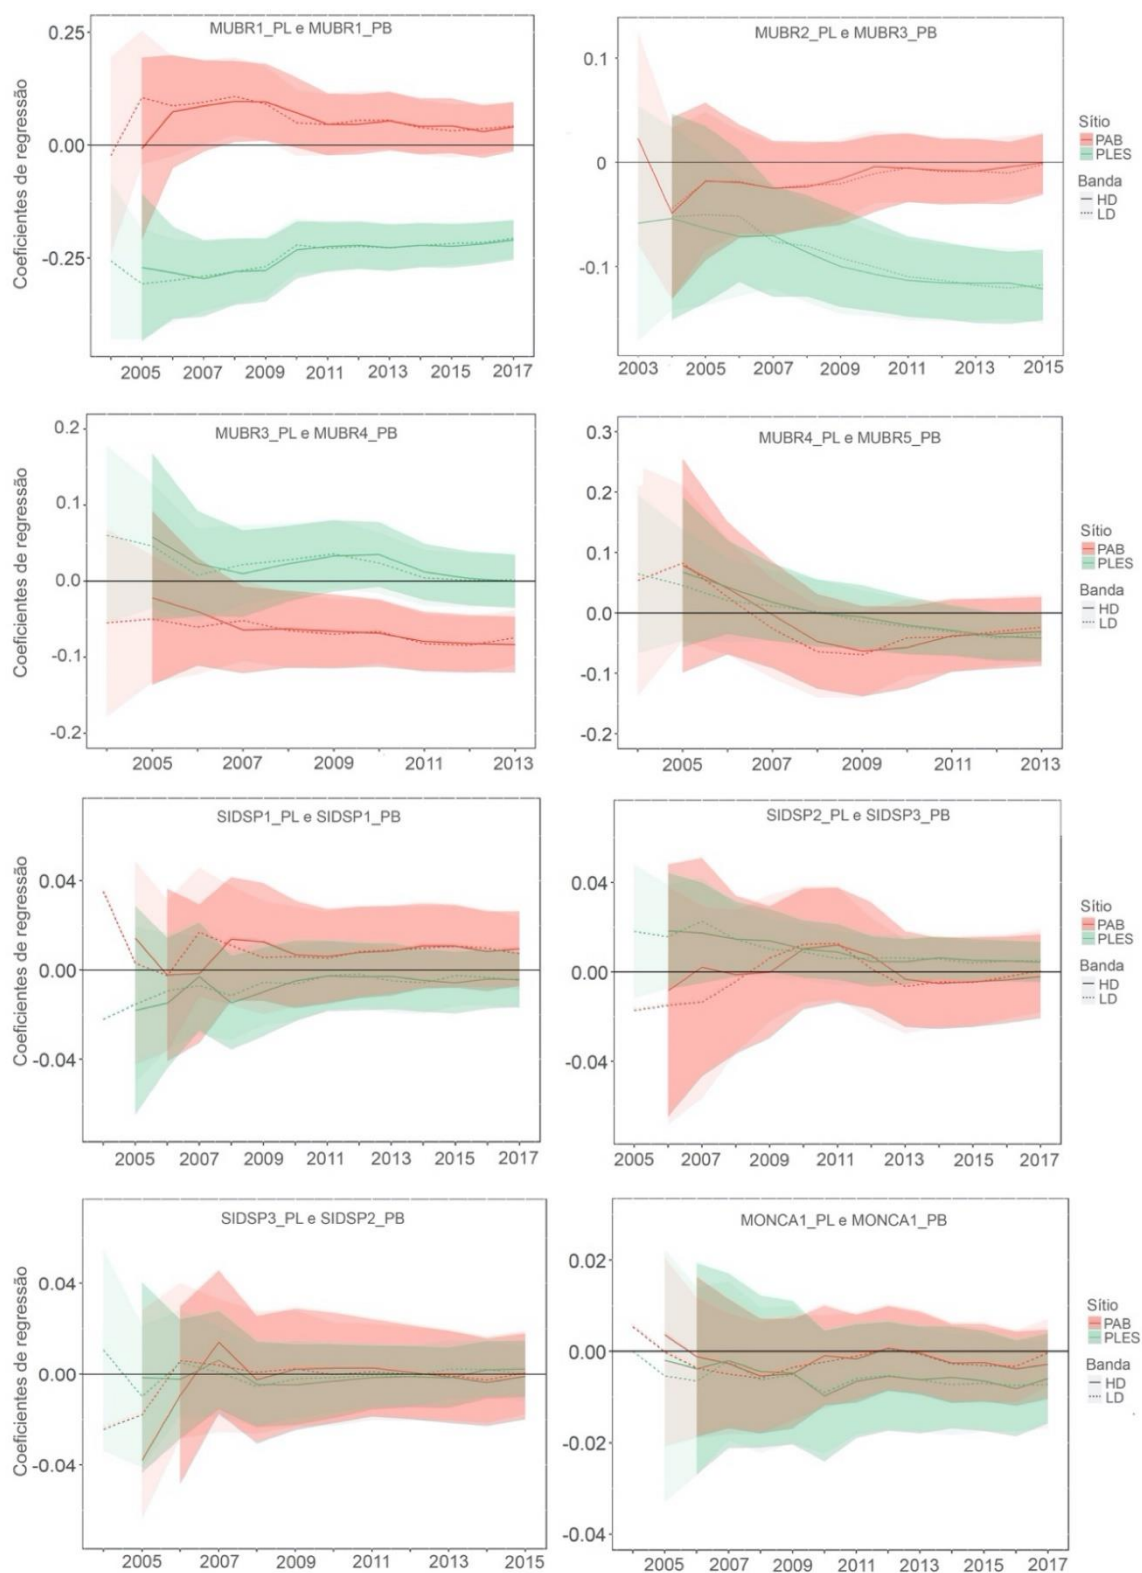 MUBR1_PL e MUBR1_PB
Coeficientes de regressão
0.25
0.00
-0.25
2005 2007 2009 2011 2013 2015 2017
MUBR2_PL e MUBR3_PB
0.1
0
-0.1
2003 2005 2007 2009 2011 2013 2015
Sítio
PAB
PLES
Banda
HD
LD
MUBR3_PL e MUBR4_PB
Coeficientes de regressão
0.2
0.1
0.0
-0.1
-0.2
2005 2007 2009 2011 2013
MUBR4_PL e MUBR5_PB
0.3
0.2
0.1
0.0
-0.1
-0.2
2005 2007 2009 2011 2013
Sítio
PAB
PLES
Banda
HD
LD
SIDSP1_PL e SIDSP1_PB
Coeficientes de regressão
0.04
0.00
-0.04
2005 2007 2009 2011 2013 2015 2017
SIDSP2_PL e SIDSP3_PB
0.04
0.00
-0.04
2005 2007 2009 2011 2013 2015 2017
Sítio
PAB
PLES
Banda
HD
LD
SIDSP3_PL e SIDSP2_PB
Coeficientes de regressão
0.04
0.00
-0.04
2005 2007 2009 2011 2013 2015
MONCA1_PL e MONCA1_PB
0.02
0.00
-0.02
-0.04
2005 2007 2009 2011 2013 2015 2017
Sítio
PAB
PLES
Banda
HD
LD